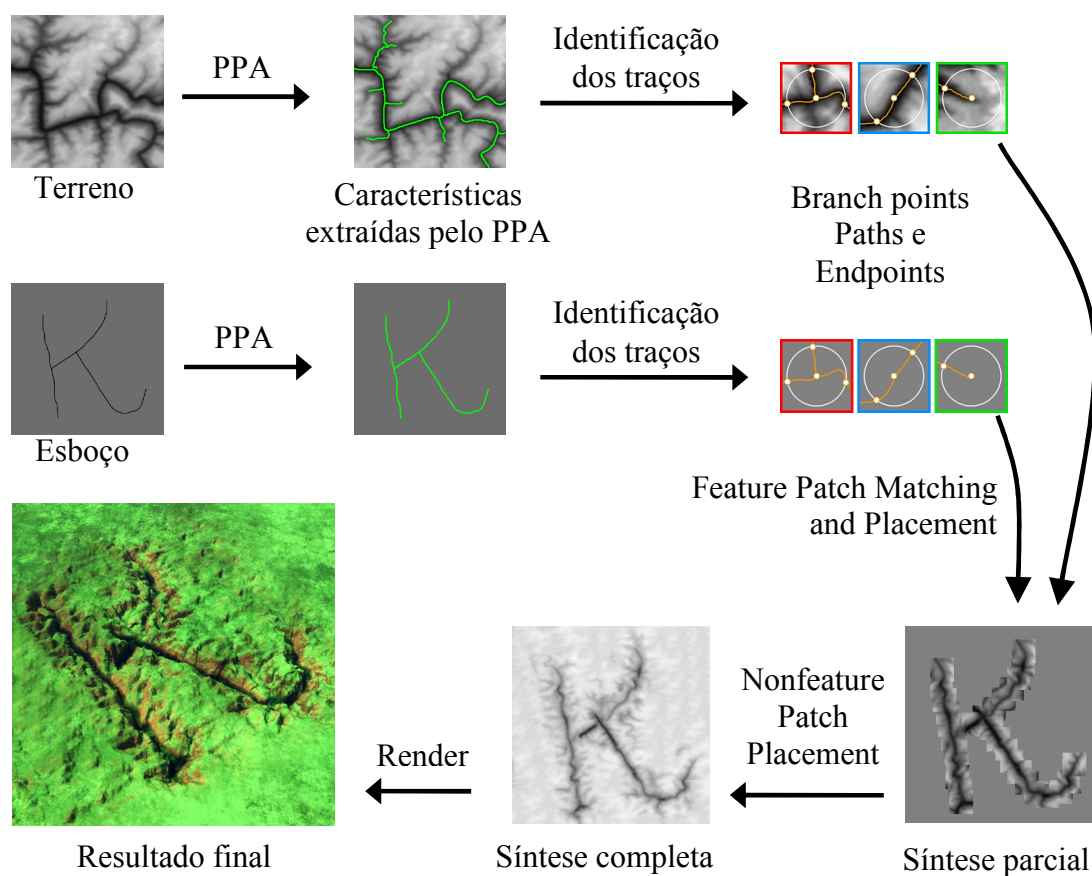 PPA
Identificação
dos traços
Terreno
Características
extraídas pelo PPA
Branch points
Paths e
Endpoints
PPA
Identificação
dos traços
Esboço
Feature Patch Matching
and Placement
Nonfeature
Patch
Placement
Render
Resultado final
Síntese completa
Síntese parcial